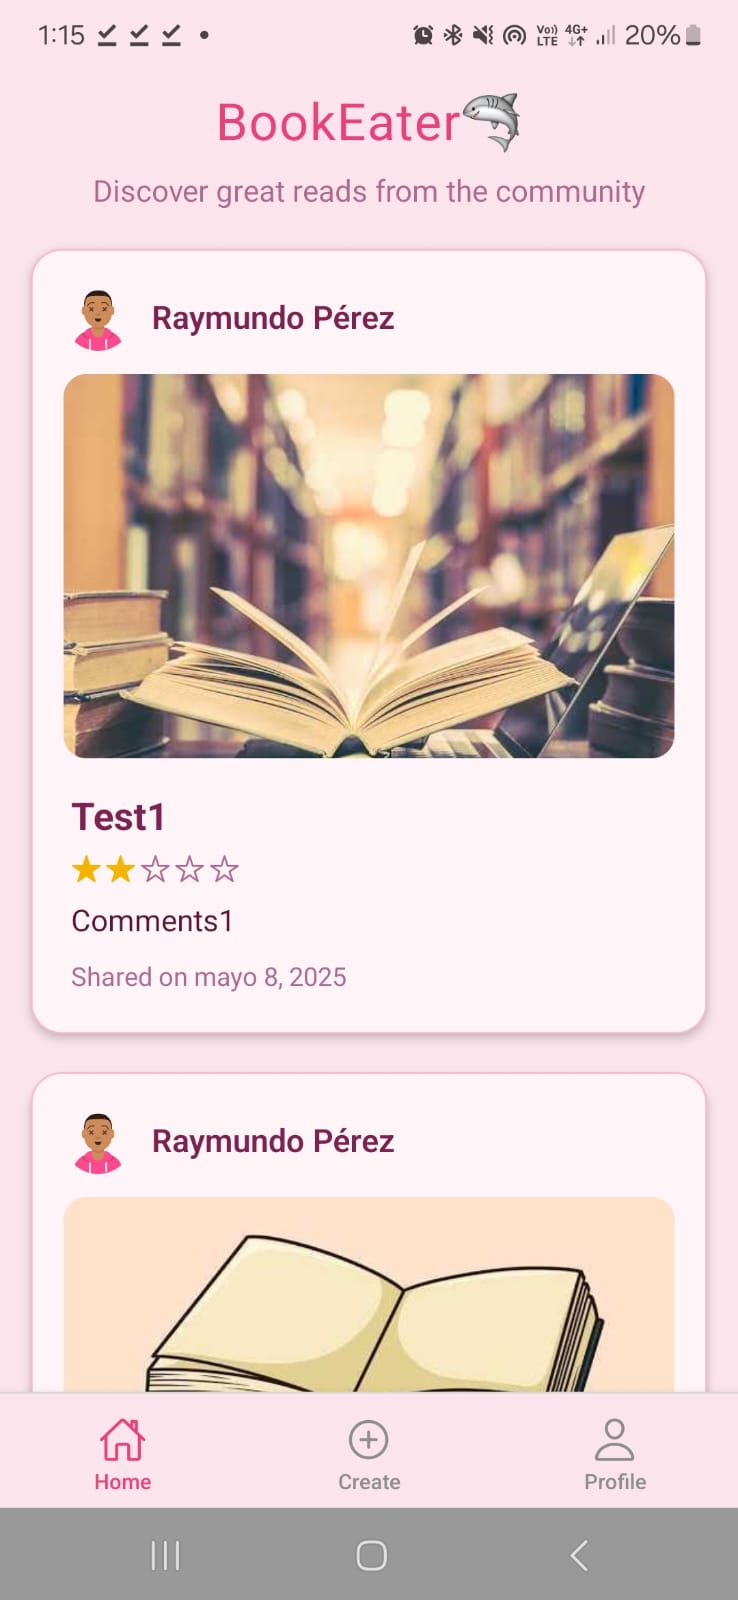 1:15
Vo)) LTE 4G+ 20%
BookEater
Discover great reads from the community
Raymundo Pérez
Test1
Comments1
Shared on mayo 8, 2025
Raymundo Pérez
Home Create Profile